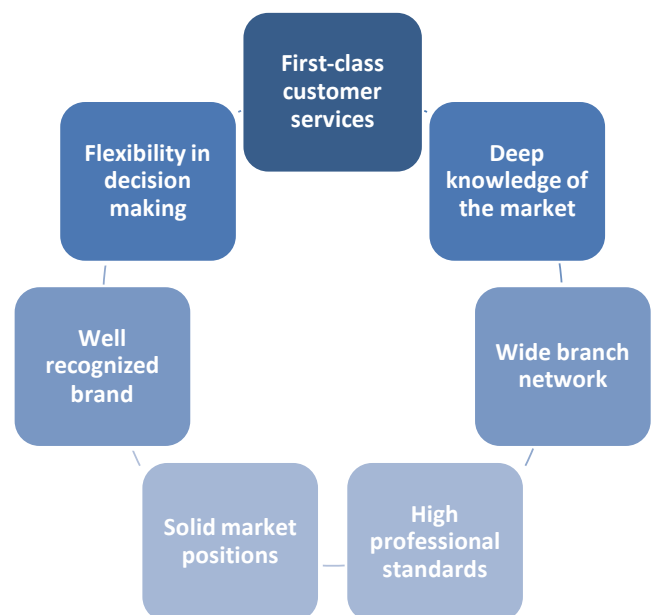 First-class
customer
services
Deep
knowledge of
the market
Wide branch
network
High
professional
standards
Solid market
positions
Well
recognized
brand
Flexibility in
decision
making